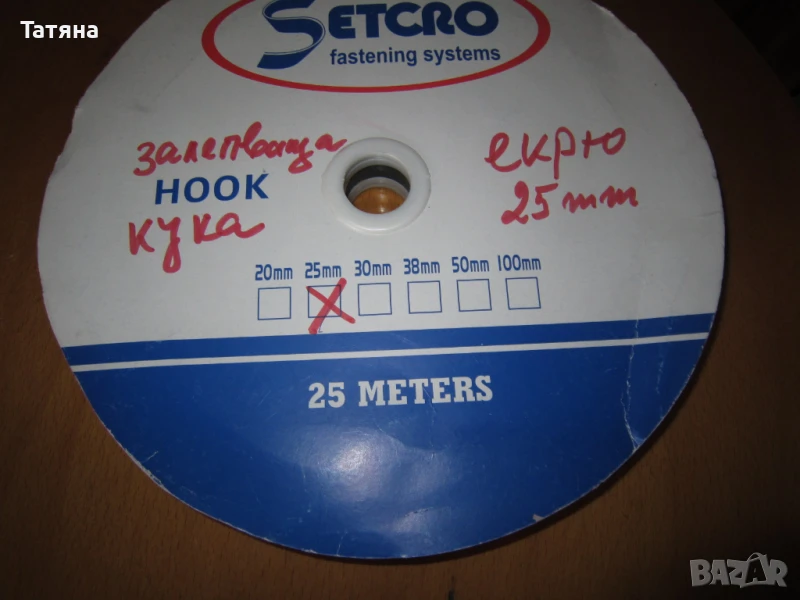 Татяна
SETCRO
fastening systems
залепваща
HOOK
кука
екрю
25 mm
20mm 25mm 30mm 38mm 50mm 100mm
25 METERS
BAZAR